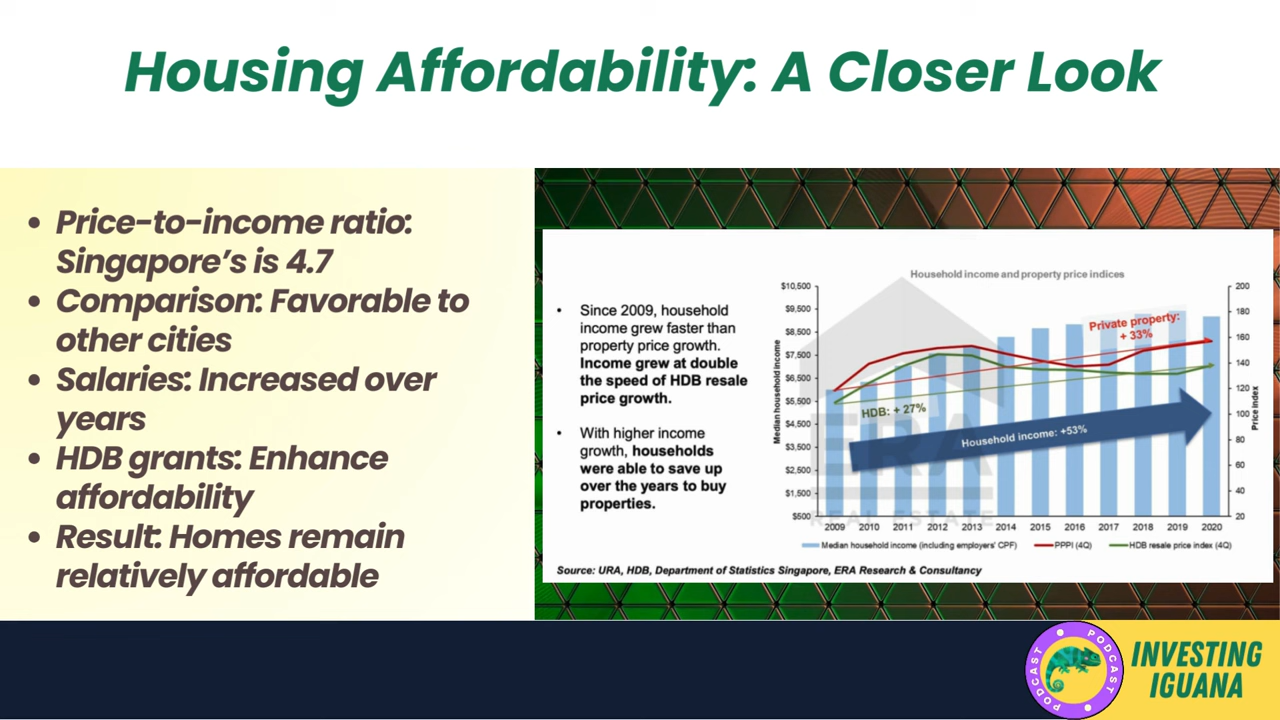 Housing Affordability: A Closer Look
• Price-to-income ratio:
Singapore's is 4.7
• Comparison: Favorable to
other cities
• Salaries: Increased over
years
• HDB grants: Enhance
affordability
• Result: Homes remain
relatively affordable
• Since 2009, household
income grew faster than
property price growth.
Income grew at double
the speed of HDB resale
price growth.
• With higher income
growth, households
were able to save up
over the years to buy
properties.
Household income and property price indices
Median household income
$10,500
$9,500
$8,500
$7,500
$6,500
$5,500
$4,500
$3,500
$2,500
$1,500
$500
Private property:
+ 33%
HDB: + 27%
Household income: +53%
ERA
REAL ESTATE
200
180
160
140
120
100
80
60
40
20
Price index
2009 2010 2011 2012 2013 2014 2015 2016 2017 2018 2019 2020
Median household income (including employers' CPF) PPPI (4Q) HDB resale price index (4Q)
Source: URA, HDB, Department of Statistics Singapore, ERA Research & Consultancy
PODCAST
PODCAST
INVESTING
IGUANA